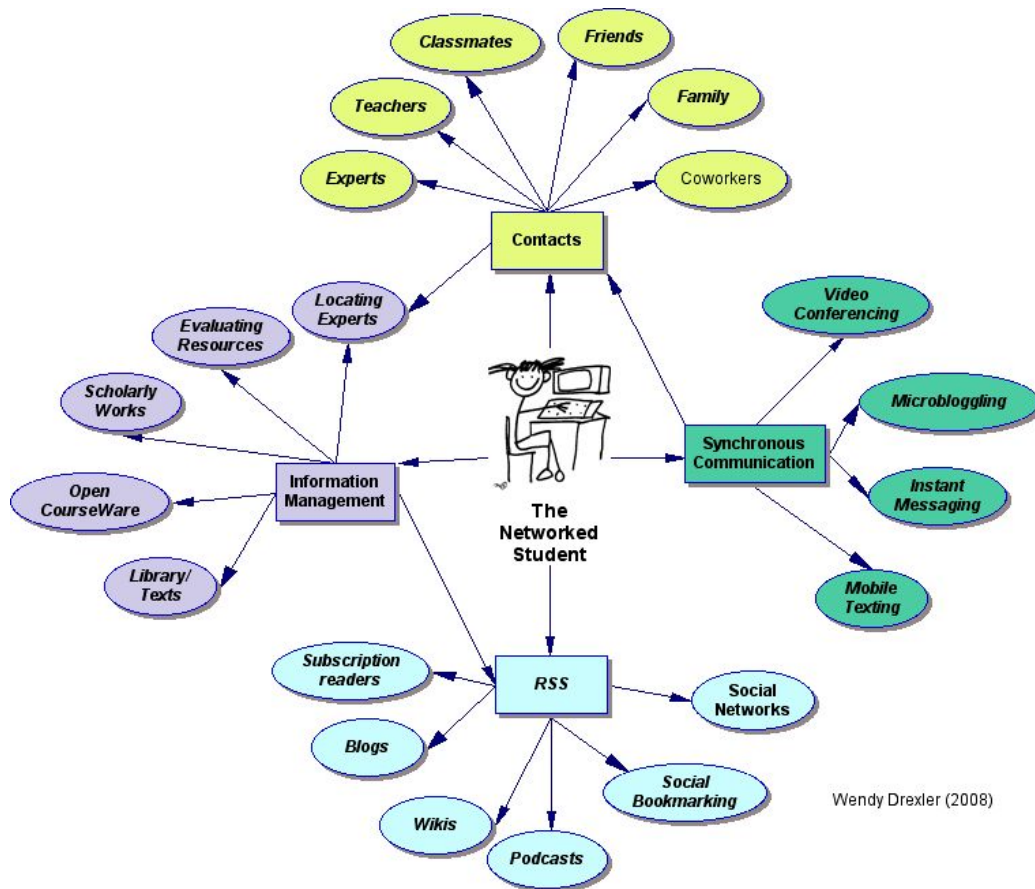 Classmates
Friends
Teachers
Family
Experts
Coworkers
Contacts
Locating
Experts
Evaluating
Resources
Scholarly
Works
Open
CourseWare
Library/
Texts
Information
Management
Video
Conferencing
Microbloggling
Synchronous
Communication
Instant
Messaging
Mobile
Texting
The
Networked
Student
Subscription
readers
RSS
Social
Networks
Blogs
Wikis
Podcasts
Social
Bookmarking
Wendy Drexler (2008)